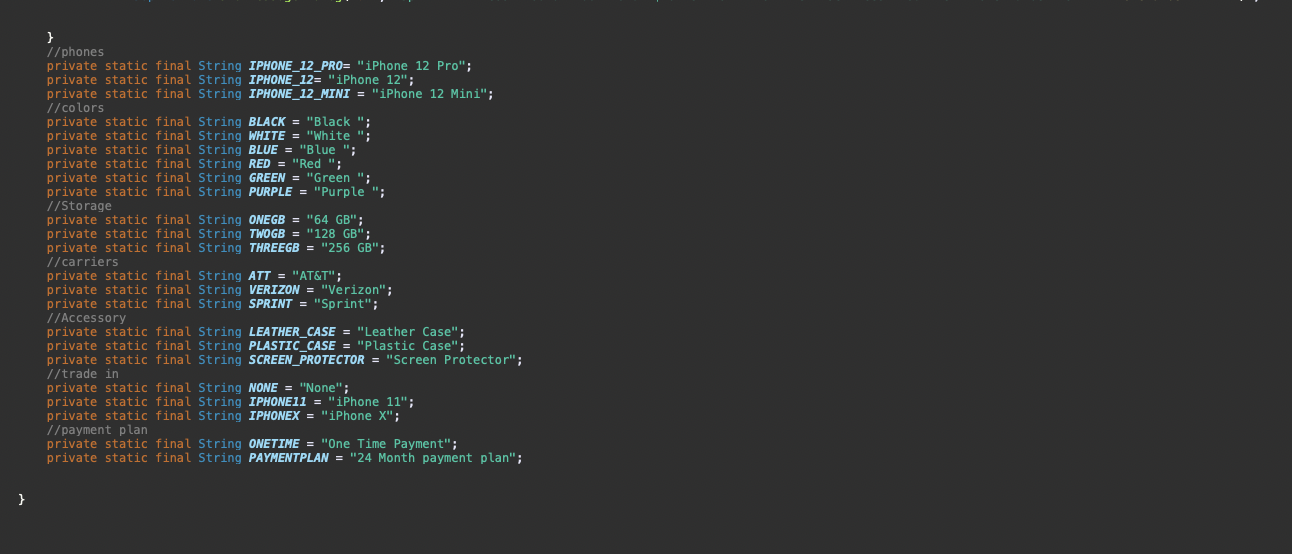 }
//phones
private static final String IPHONE_12_PRO= "iPhone 12 Pro";
private static final String IPHONE_12= "iPhone 12";
private static final String IPHONE_12_MINI = "iPhone 12 Mini";
//colors
private static final String BLACK = "Black ";
private static final String WHITE = "White ";
private static final String BLUE = "Blue ";
private static final String RED = "Red ";
private static final String GREEN = "Green ";
private static final String PURPLE = "Purple ";
//Storage
private static final String ONEGB = "64 GB";
private static final String TWOGB = "128 GB";
private static final String THREEGB = "256 GB";
//carriers
private static final String ATT = "AT&T";
private static final String VERIZON = "Verizon";
private static final String SPRINT = "Sprint";
//Accessory
private static final String LEATHER_CASE = "Leather Case";
private static final String PLASTIC_CASE = "Plastic Case";
private static final String SCREEN_PROTECTOR = "Screen Protector";
//trade in
private static final String NONE = "None";
private static final String IPHONE11 = "iPhone 11";
private static final String IPHONEX = "iPhone X";
//payment plan
private static final String ONETIME = "One Time Payment";
private static final String PAYMENTPLAN = "24 Month payment plan";
}